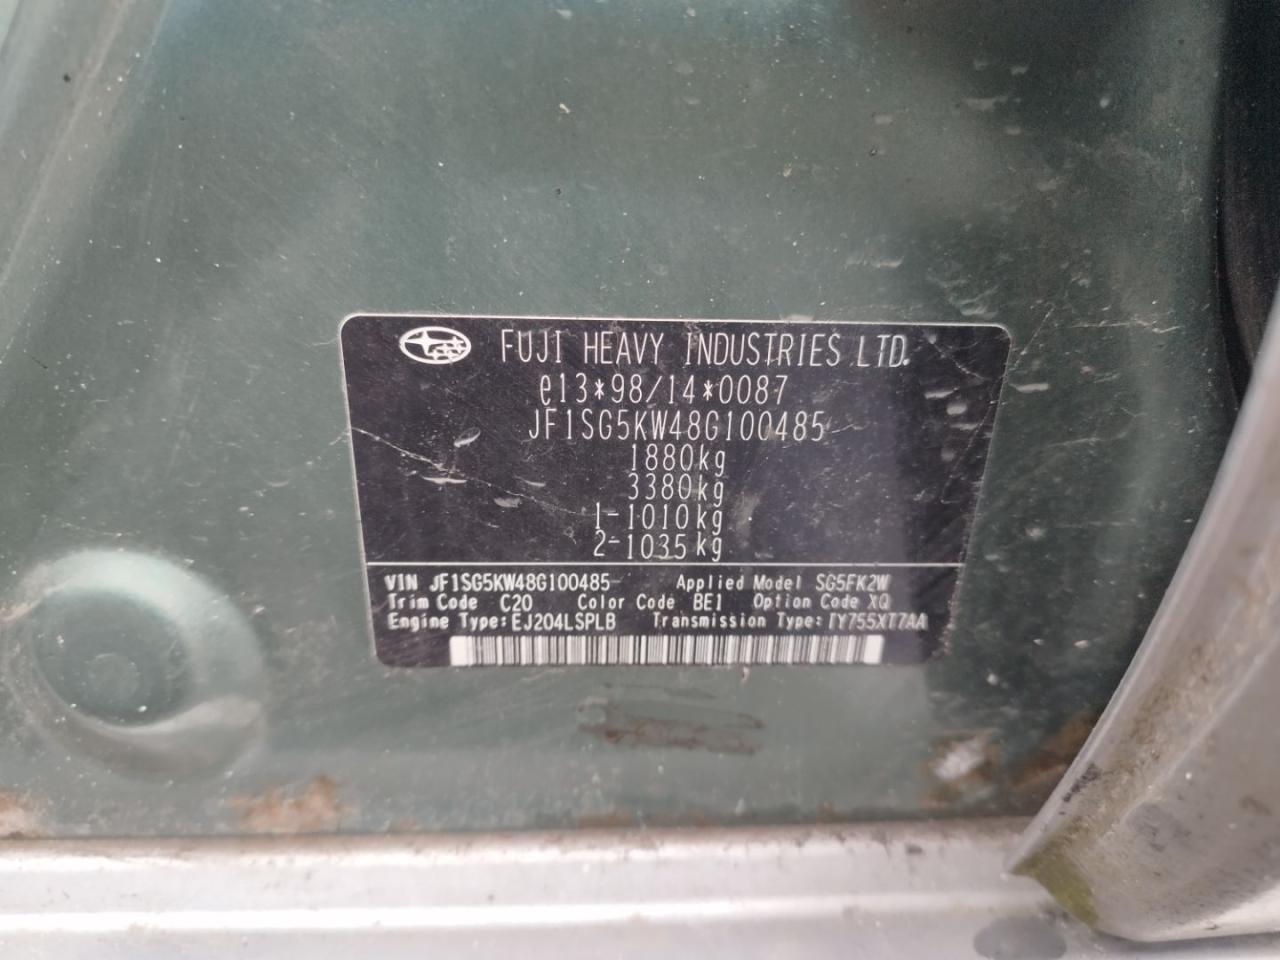 FUJI HEAVY INDUSTRIES LTD.
e13*98/14*0087
JF1SG5KW48G100485
1880kg
3380kg
1-1010kg
2-1035kg
VIN JF1SG5KW48G100485 Applied Model SG5FK2W
Trim Code C20 Color Code BE1 Option Code XQ
Engine Type: EJ204LSPLB Transmission Type: TY755XT7AA